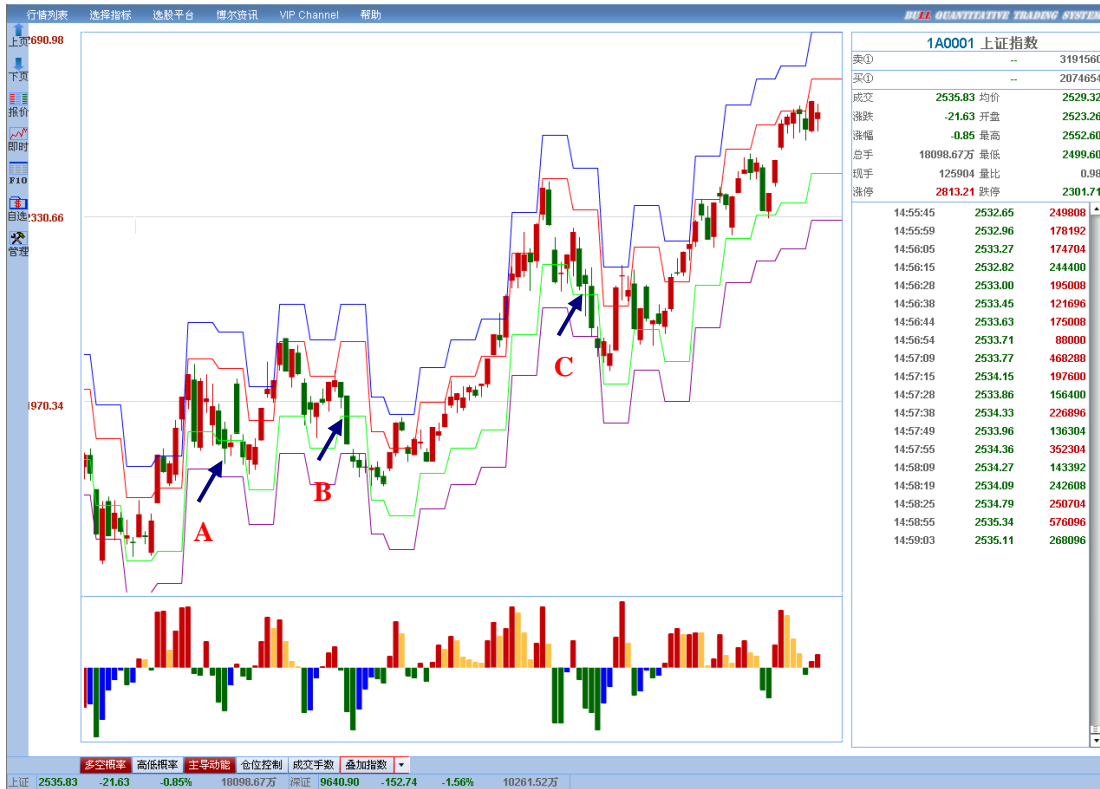 行情列表 选择指标 选股平台 博尔资讯 VIP Channel 帮助 BULL QUANTITATIVE TRADING SYSTEM
上页
下页
报价
即时
F10
自选
管理
2690.98
2330.66
1970.34
A
B
C
1A0001 上证指数
卖① -- 3191560
买① -- 2074654
成交 2535.83 均价 2529.32
涨跌 -21.63 开盘 2523.26
涨幅 -0.85 最高 2552.60
总手 18098.67万 最低 2499.60
现手 125904 量比 0.98
涨停 2813.21 跌停 2301.71
14:55:45 2532.65 249808
14:55:59 2532.96 178192
14:56:05 2533.27 174704
14:56:15 2532.82 244400
14:56:28 2533.00 195008
14:56:38 2533.45 121696
14:56:44 2533.63 175008
14:56:54 2533.71 88000
14:57:09 2533.77 468288
14:57:15 2534.15 197600
14:57:28 2533.86 156400
14:57:38 2534.33 226896
14:57:49 2533.96 136304
14:57:55 2534.36 352304
14:58:09 2534.27 143392
14:58:19 2534.09 242608
14:58:25 2534.79 250704
14:58:55 2535.34 576096
14:59:03 2535.11 268096
多空概率 高低概率 主导动能 仓位控制 成交手数 叠加指数
上证 2535.83 -21.63 -0.85% 18098.67万 深证 9640.90 -152.74 -1.56% 10261.52万